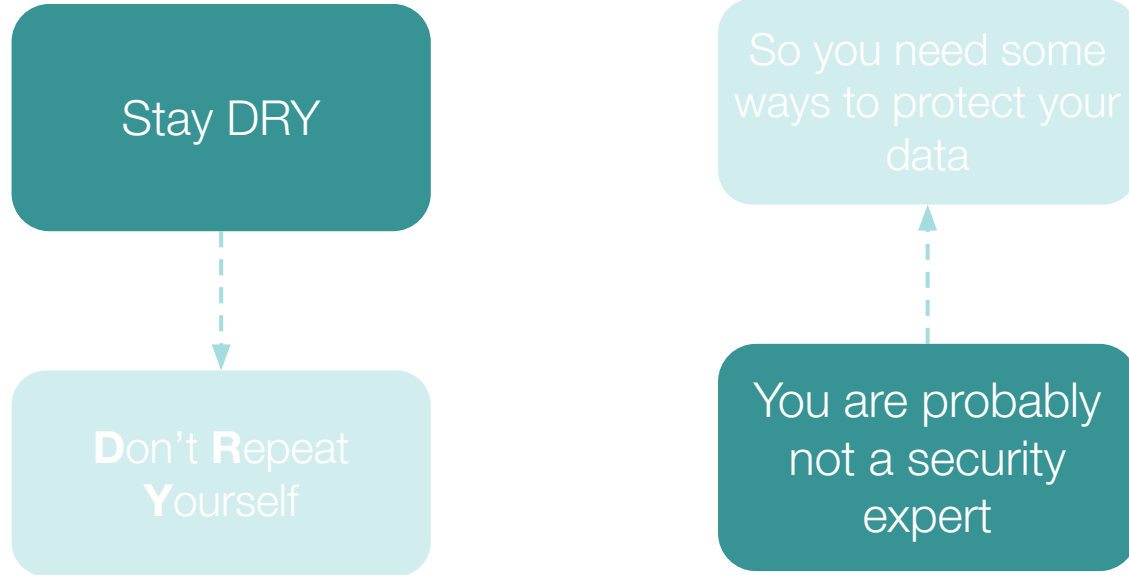 Stay DRY
Don’t Repeat
Yourself
So you need some
ways to protect your
data
You are probably
not a security
expert